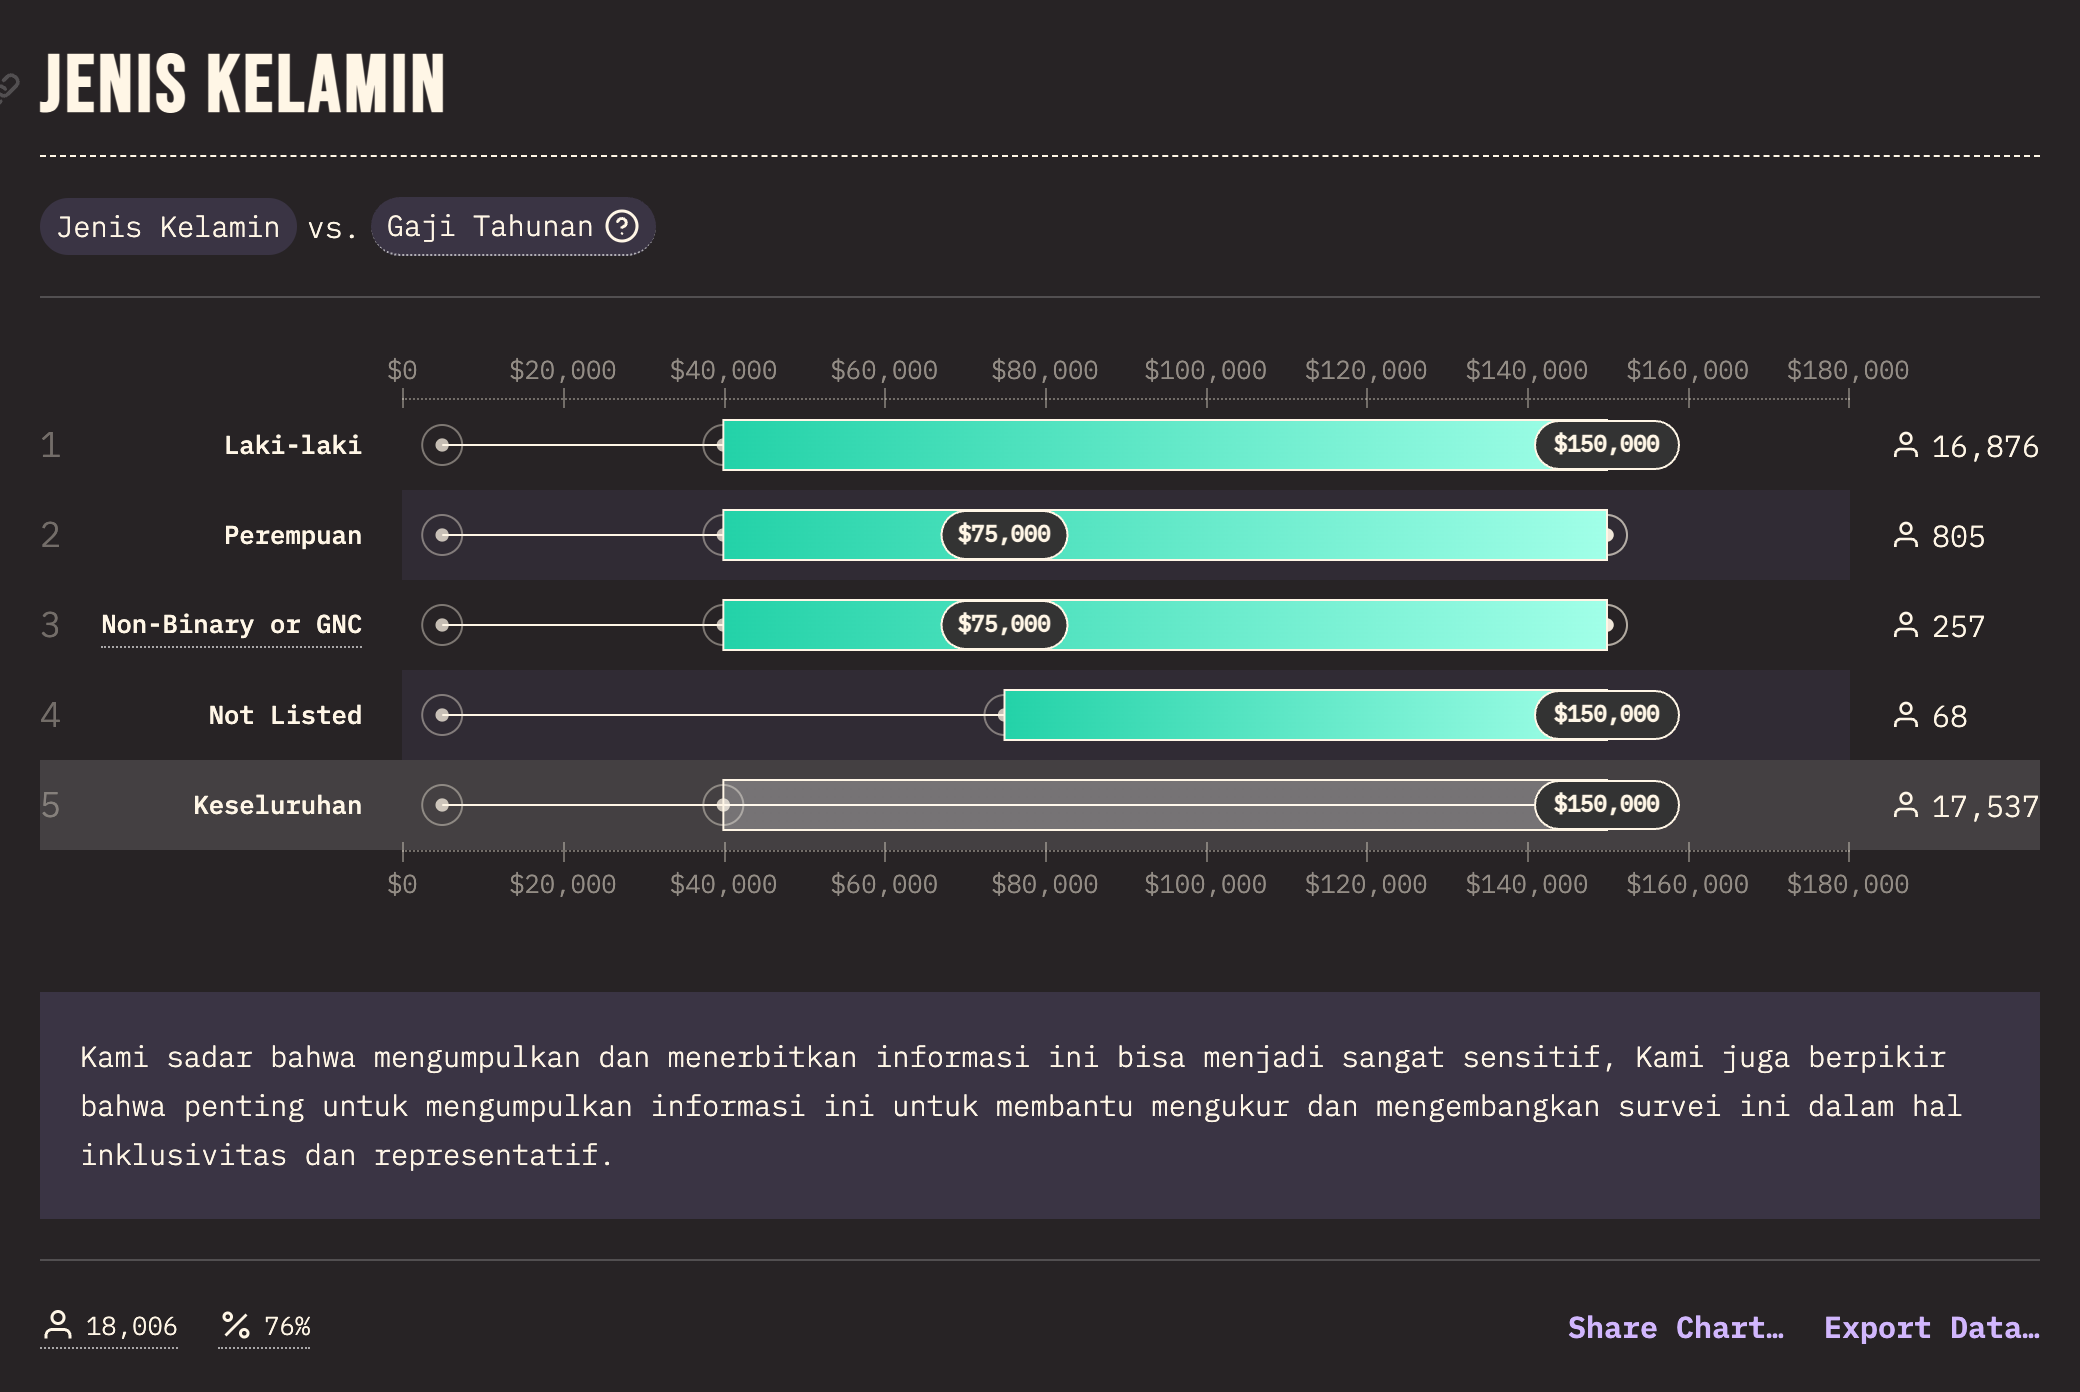 JENIS KELAMIN
Jenis Kelamin vs. Gaji Tahunan
$0 $20,000 $40,000 $60,000 $80,000 $100,000 $120,000 $140,000 $160,000 $180,000
1 Laki-laki $150,000 16,876
2 Perempuan $75,000 805
3 Non-Binary or GNC $75,000 257
4 Not Listed $150,000 68
5 Keseluruhan $150,000 17,537
$0 $20,000 $40,000 $60,000 $80,000 $100,000 $120,000 $140,000 $160,000 $180,000
Kami sadar bahwa mengumpulkan dan menerbitkan informasi ini bisa menjadi sangat sensitif, Kami juga berpikir
bahwa penting untuk mengumpulkan informasi ini untuk membantu mengukur dan mengembangkan survei ini dalam hal
inklusivitas dan representatif.
18,006 76% Share Chart… Export Data…